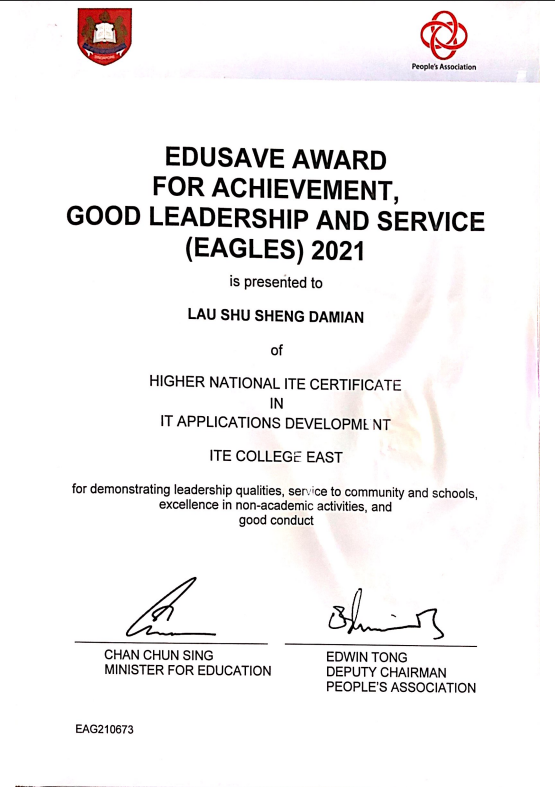 SINGAPORE
People's Association
EDUSAVE AWARD
FOR ACHIEVEMENT,
GOOD LEADERSHIP AND SERVICE
(EAGLES) 2021
is presented to
LAU SHU SHENG DAMIAN
of
HIGHER NATIONAL ITE CERTIFICATE
IN
IT APPLICATIONS DEVELOPMENT
ITE COLLEGE EAST
for demonstrating leadership qualities, service to community and schools,
excellence in non-academic activities, and
good conduct
CHAN CHUN SING
MINISTER FOR EDUCATION
EDWIN TONG
DEPUTY CHAIRMAN
PEOPLE'S ASSOCIATION
EAG210673